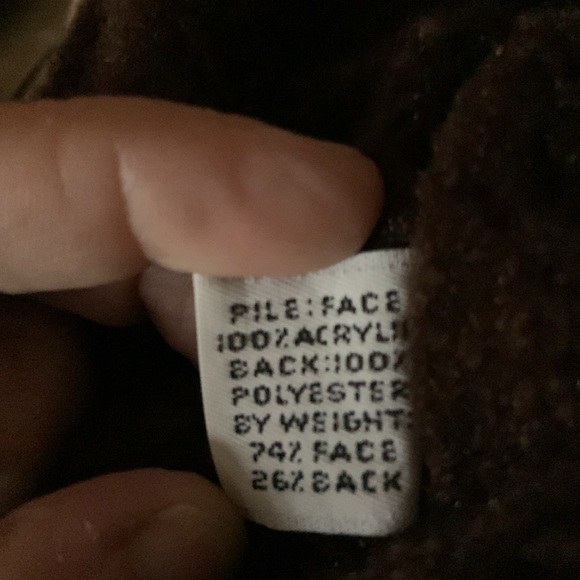 PILE:FACE
100%ACRYLI
BACK:100%
POLYESTER
BY WEIGHT:
74% FACE
26%BACK